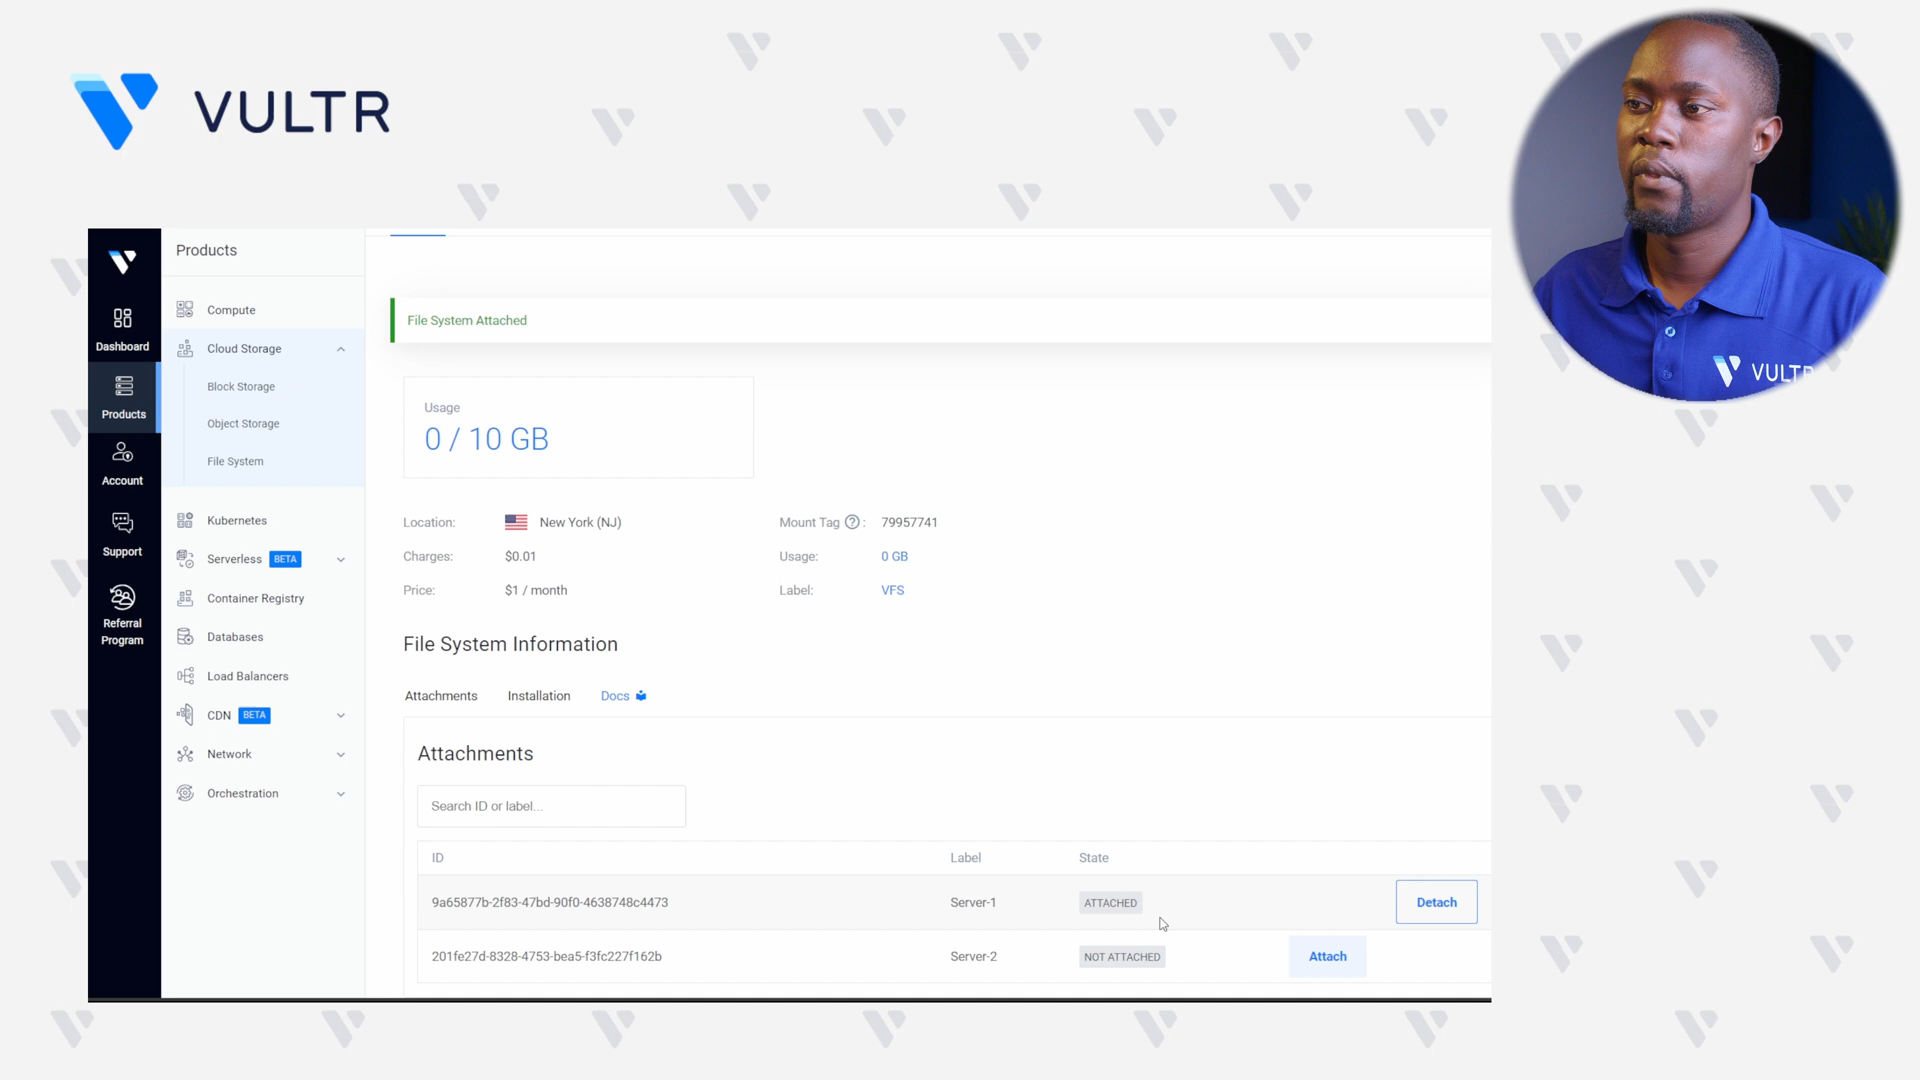 VULTR
VULTR
Products
Dashboard
Products
Account
Support
Referral
Program
Compute
Cloud Storage
Block Storage
Object Storage
File System
Kubernetes
Serverless BETA
Container Registry
Databases
Load Balancers
CDN BETA
Network
Orchestration
File System Attached
Usage
0 / 10 GB
Location: New York (NJ) Mount Tag ? : 79957741
Charges: $0.01 Usage: 0 GB
Price: $1 / month Label: VFS
File System Information
Attachments Installation Docs
Attachments
Search ID or label...
ID Label State
9a65877b-2f83-47bd-90f0-4638748c4473 Server-1 ATTACHED Detach
201fe27d-8328-4753-bea5-f3fc227f162b Server-2 NOT ATTACHED Attach